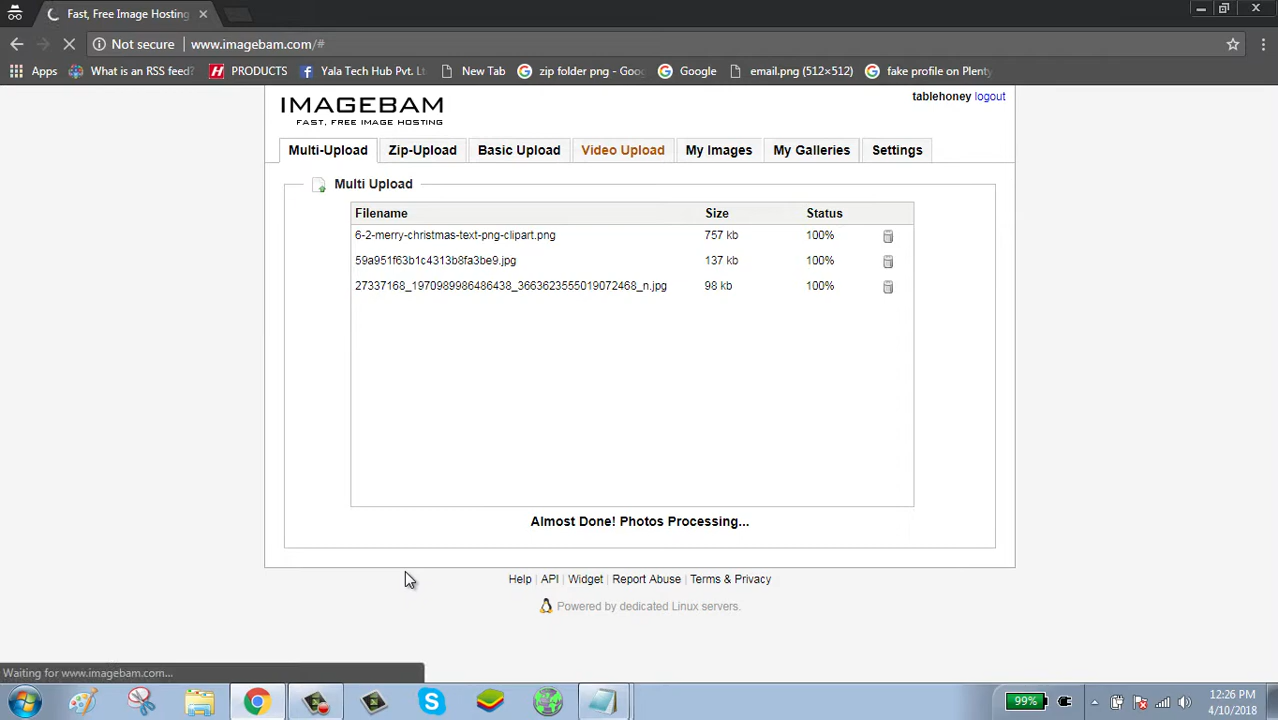 Fast, Free Image Hosting
Not secure www.imagebam.com/#
Apps What is an RSS feed? PRODUCTS Yala Tech Hub Pvt. Lt New Tab zip folder png - Goog Google email.png (512×512) fake profile on Plenty
IMAGEBAM
FAST, FREE IMAGE HOSTING
tablehoney logout
Multi-Upload Zip-Upload Basic Upload Video Upload My Images My Galleries Settings
Multi Upload
Filename Size Status
6-2-merry-christmas-text-png-clipart.png 757 kb 100%
59a951f63b1c4313b8fa3be9.jpg 137 kb 100%
27337168_1970989986486438_3663623555019072468_n.jpg 98 kb 100%
Almost Done! Photos Processing...
Help | API | Widget | Report Abuse | Terms & Privacy
Powered by dedicated Linux servers.
Waiting for www.imagebam.com...
99%
12:26 PM
4/10/2018